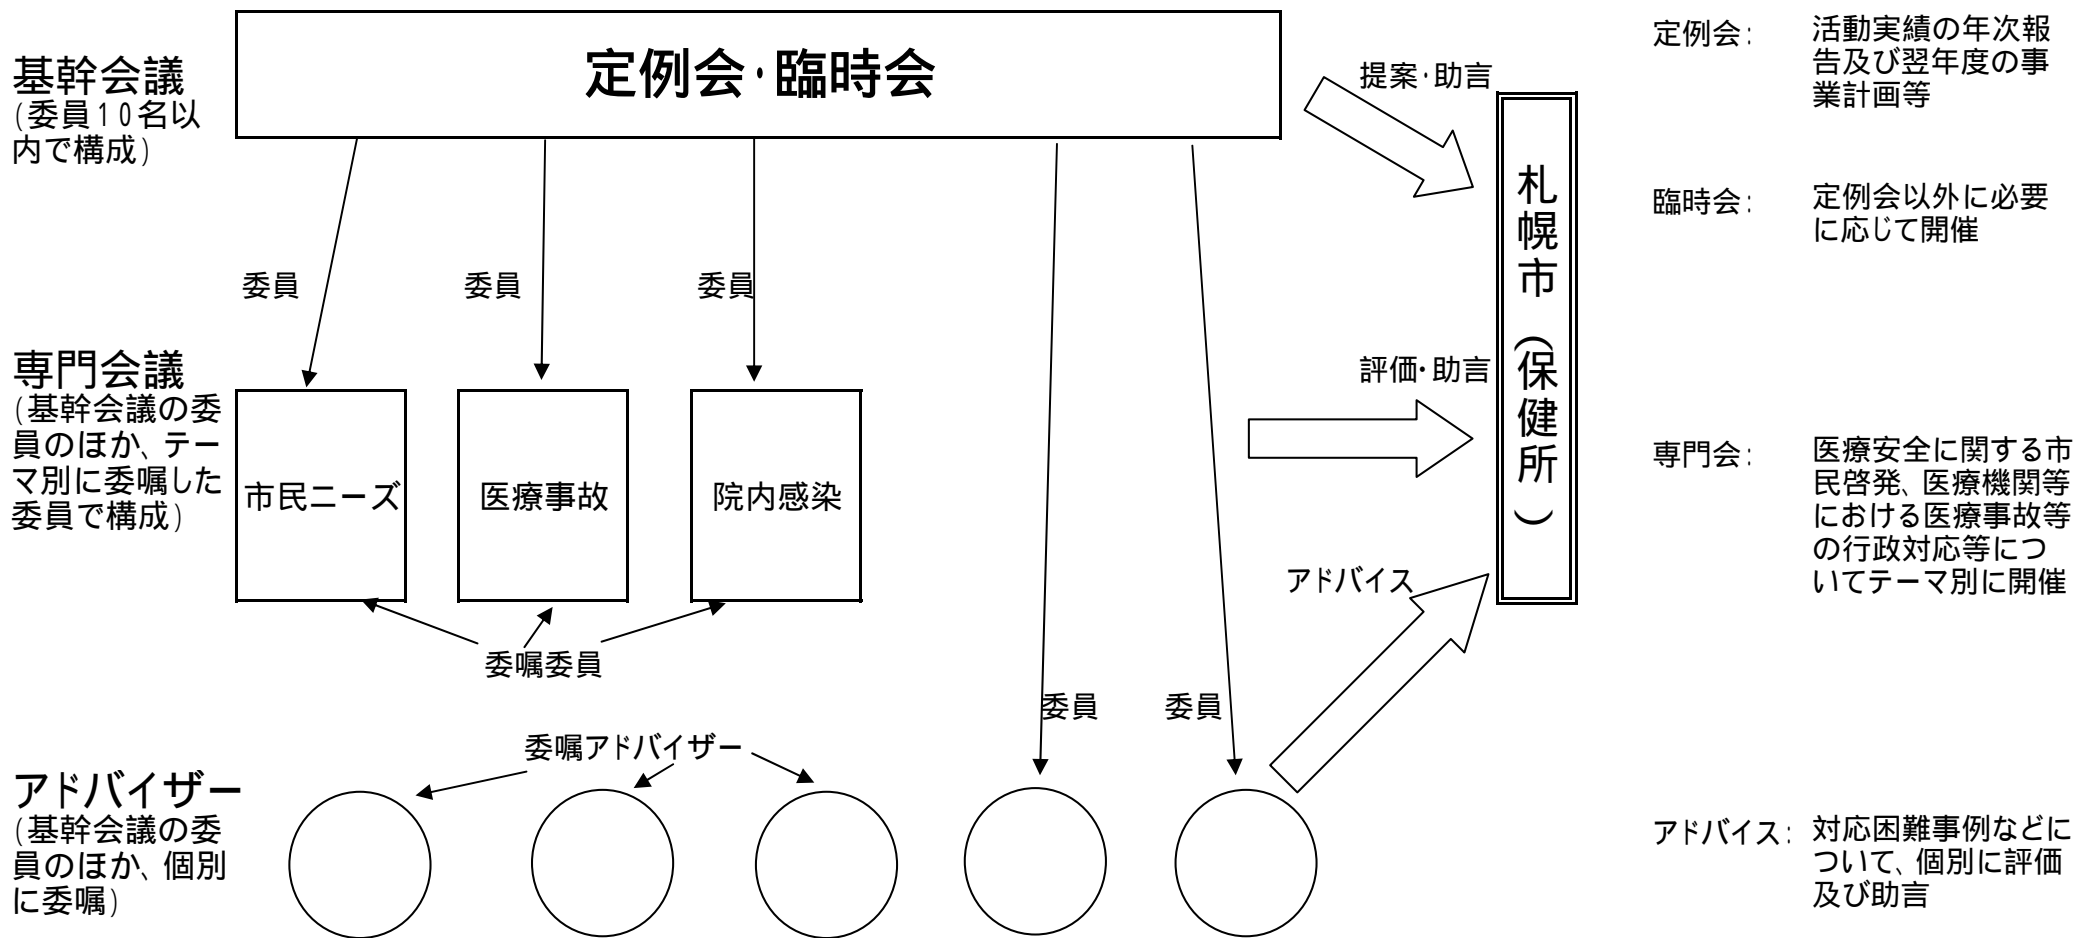 基幹会議
(委員10名以
内で構成)
定例会・臨時会
提案・助言
定例会:
活動実績の年次報
告及び翌年度の事
業計画等
臨時会:
定例会以外に必要
に応じて開催
札幌市(保健所)
委員
委員
委員
専門会議
(基幹会議の委
員のほか、テー
マ別に委嘱した
委員で構成)
市民ニーズ
医療事故
院内感染
評価・助言
専門会:
医療安全に関する市
民啓発、医療機関等
における医療事故等
の行政対応等につ
いてテーマ別に開催
アドバイス
委嘱委員
委員
委員
委嘱アドバイザー
アドバイザー
(基幹会議の委
員のほか、個別
に委嘱)
アドバイス:
対応困難事例などに
ついて、個別に評価
及び助言